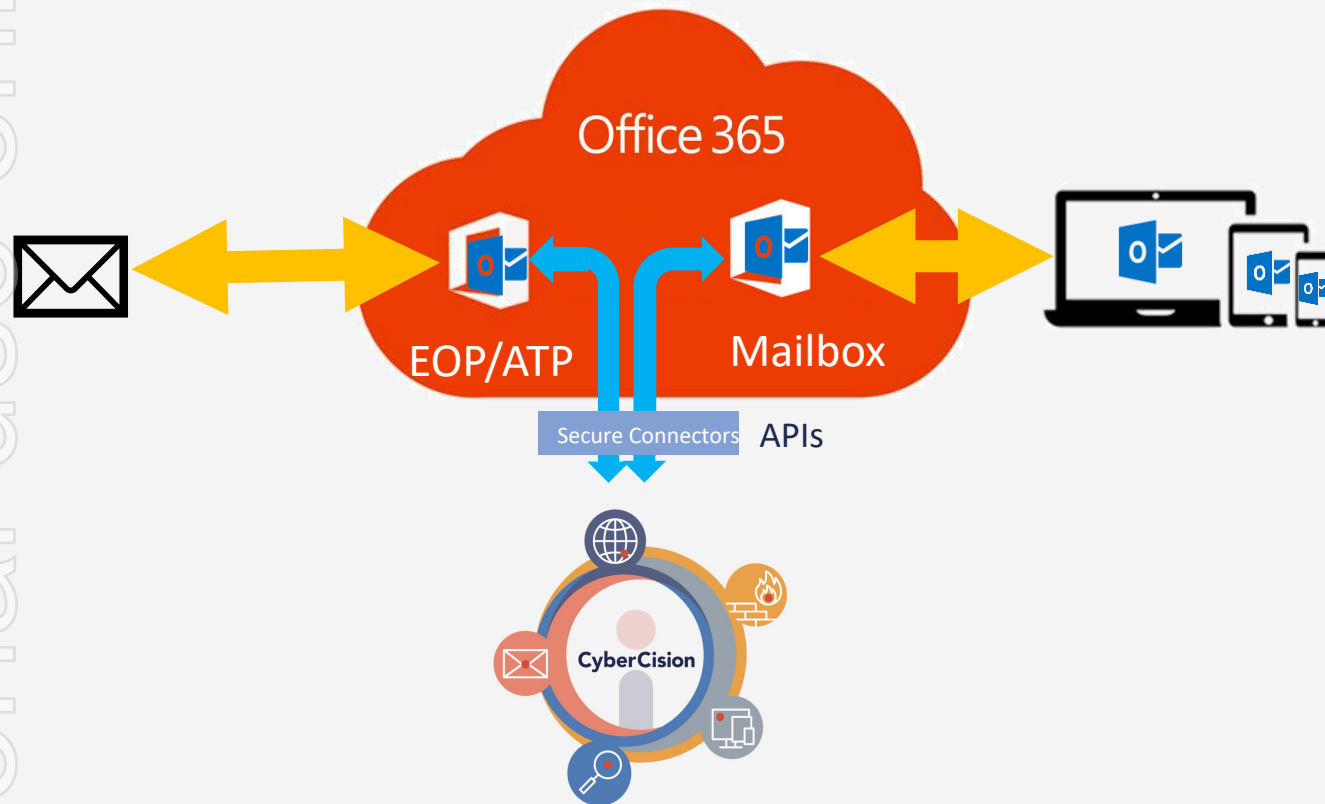 Office 365
EOP/ATP
Mailbox
Secure Connectors
APIs
CyberCision